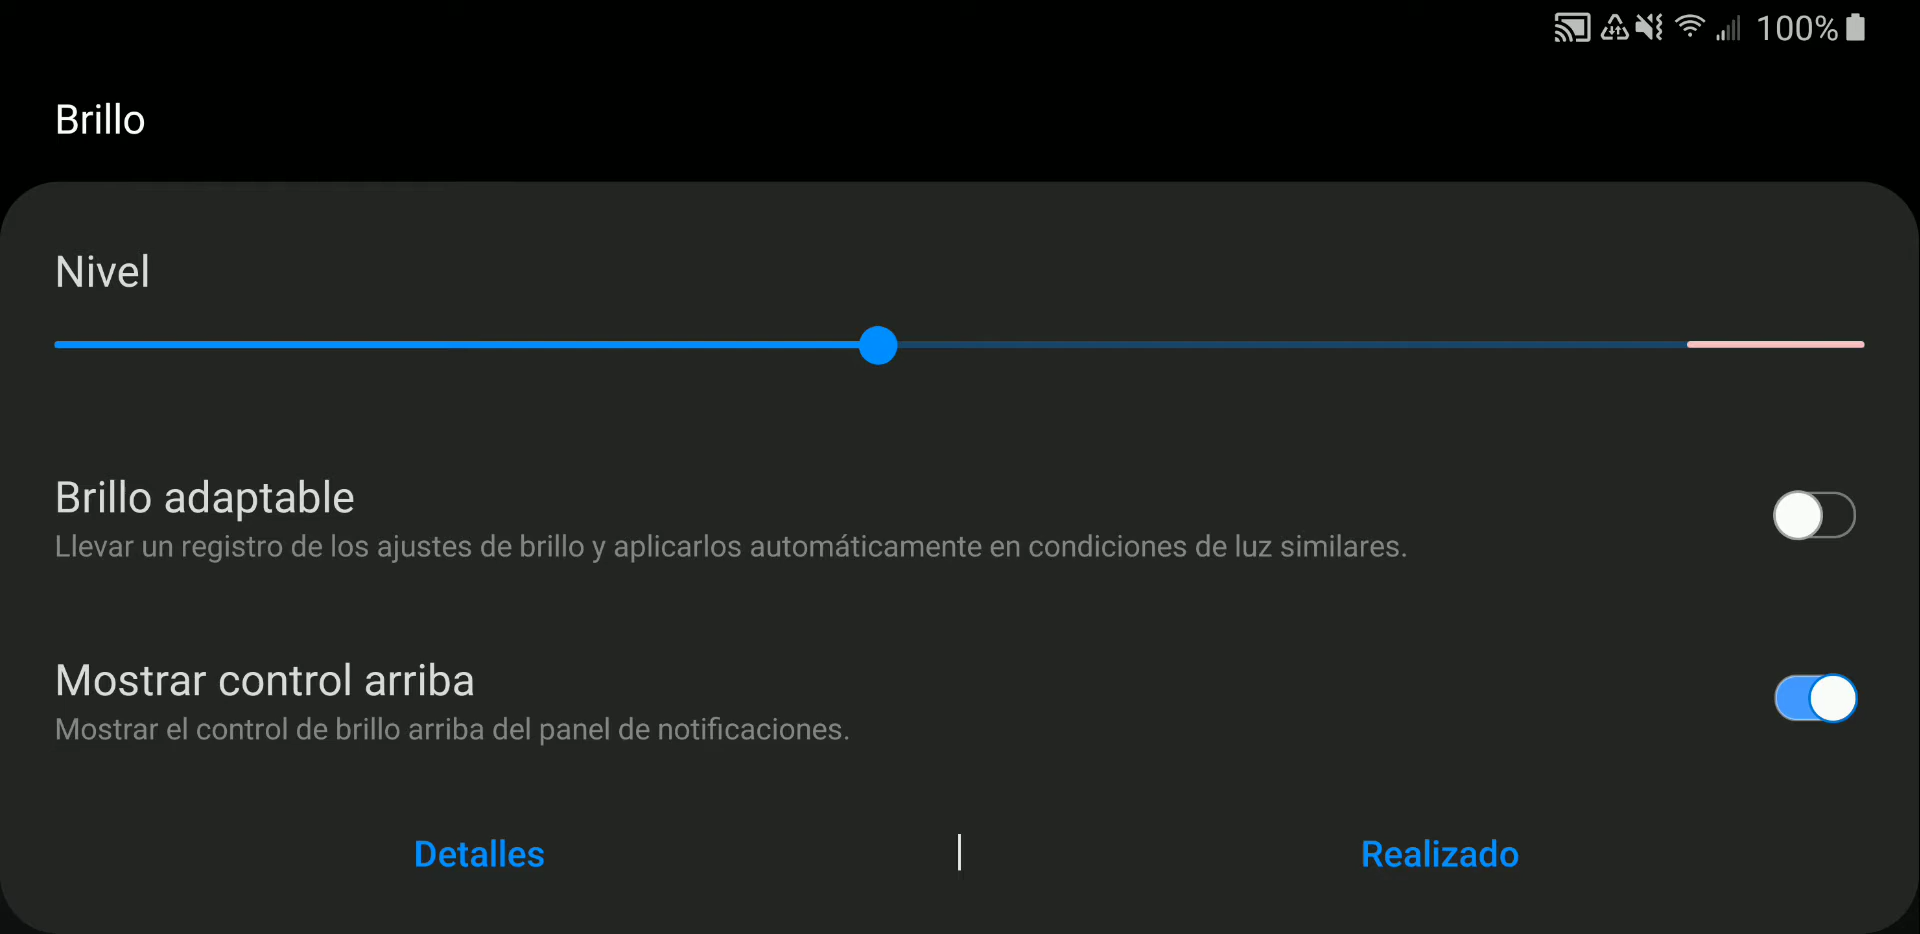 100%
Brillo
Nivel
Brillo adaptable
Llevar un registro de los ajustes de brillo y aplicarlos automáticamente en condiciones de luz similares.
Mostrar control arriba
Mostrar el control de brillo arriba del panel de notificaciones.
Detalles
Realizado